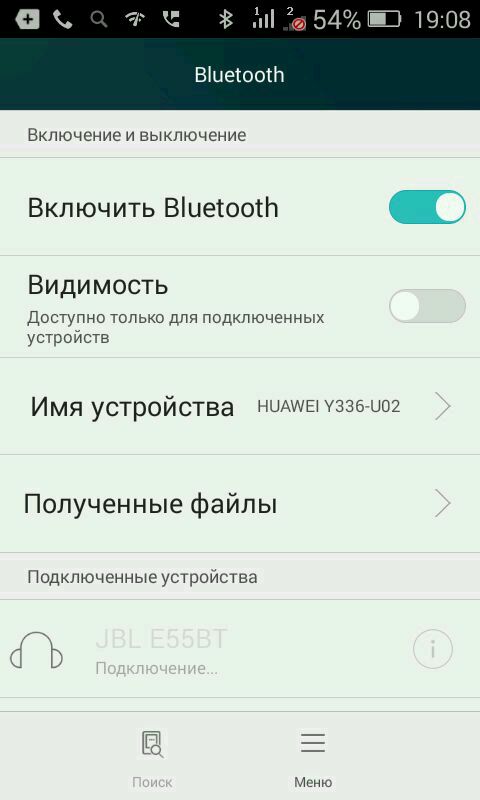 1 2 54% 19:08
Bluetooth
Включение и выключение
Включить Bluetooth
Видимость
Доступно только для подключенных
устройств
Имя устройства HUAWEI Y336-U02
Полученные файлы
Подключенные устройства
JBL E55BT
Подключение...
Поиск Меню